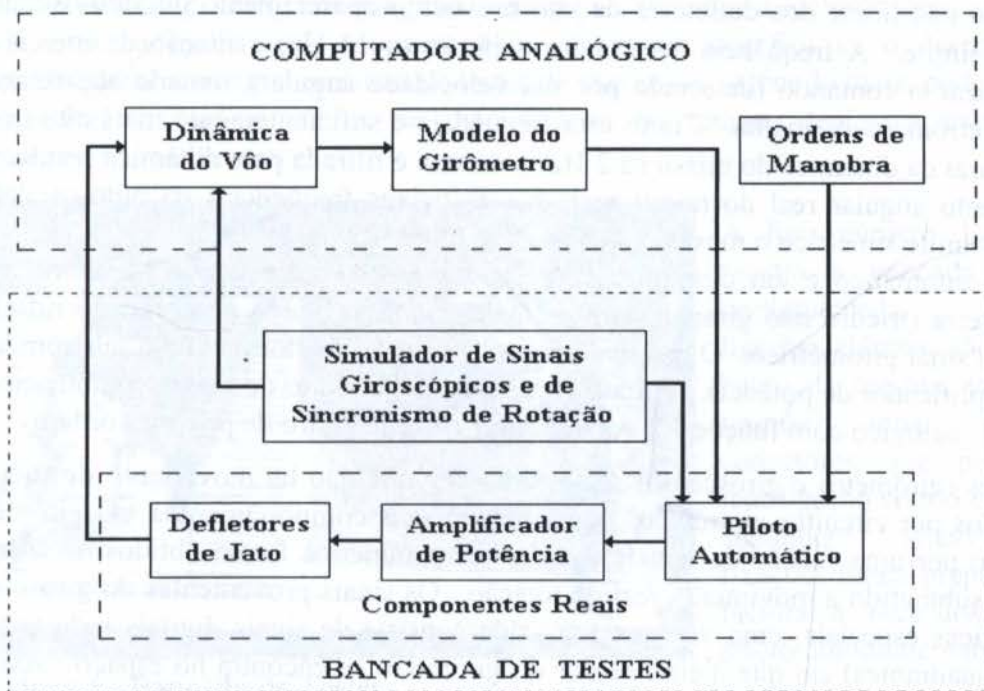 COMPUTADOR ANALÓGICO
Dinâmica
do Vôo
Modelo do
Girômetro
Ordens de
Manobra
Simulador de Sinais
Giroscópicos e de
Sincronismo de Rotação
Defletores
de Jato
Amplificador
de Potência
Piloto
Automático
Componentes Reais
BANCADA DE TESTES